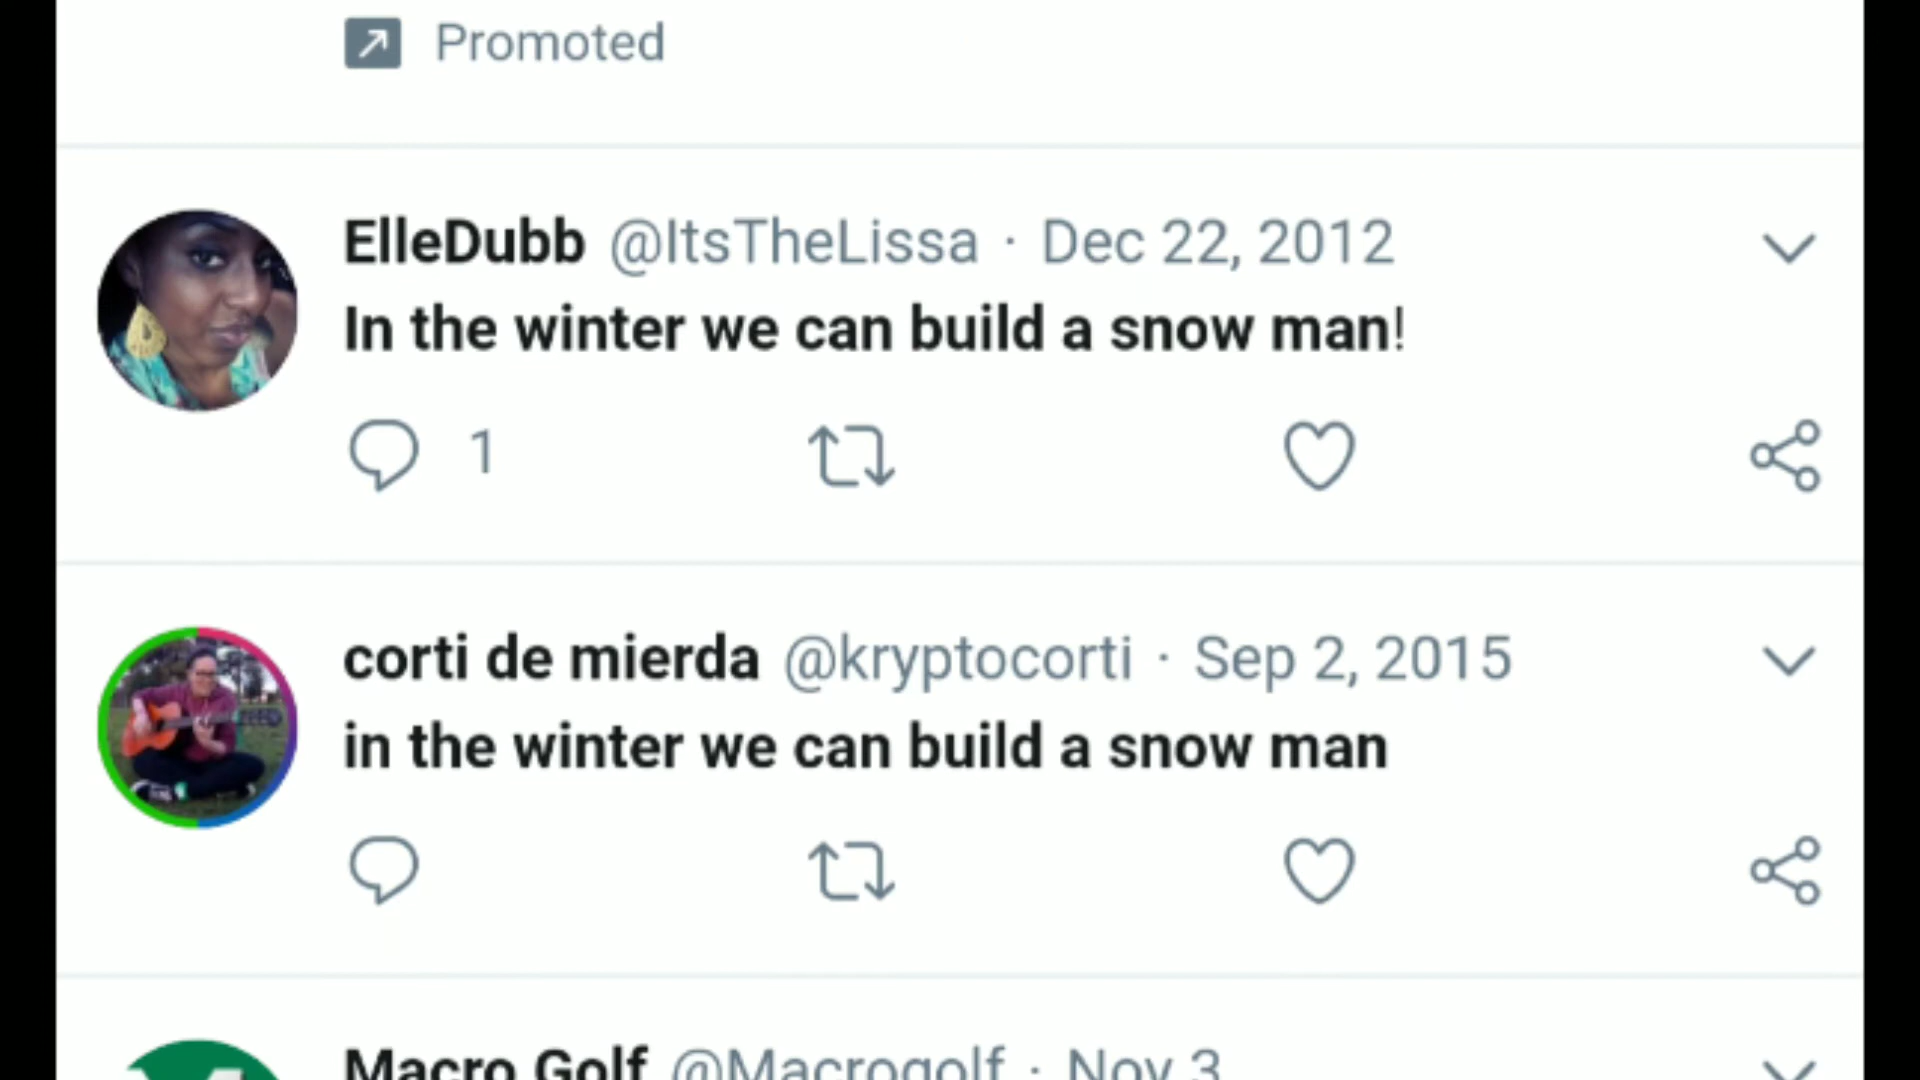 Promoted
ElleDubb @ItsTheLissa · Dec 22, 2012
In the winter we can build a snow man!
1
corti de mierda @kryptocorti · Sep 2, 2015
in the winter we can build a snow man
Macro Golf @Macrogolf · Nov 3